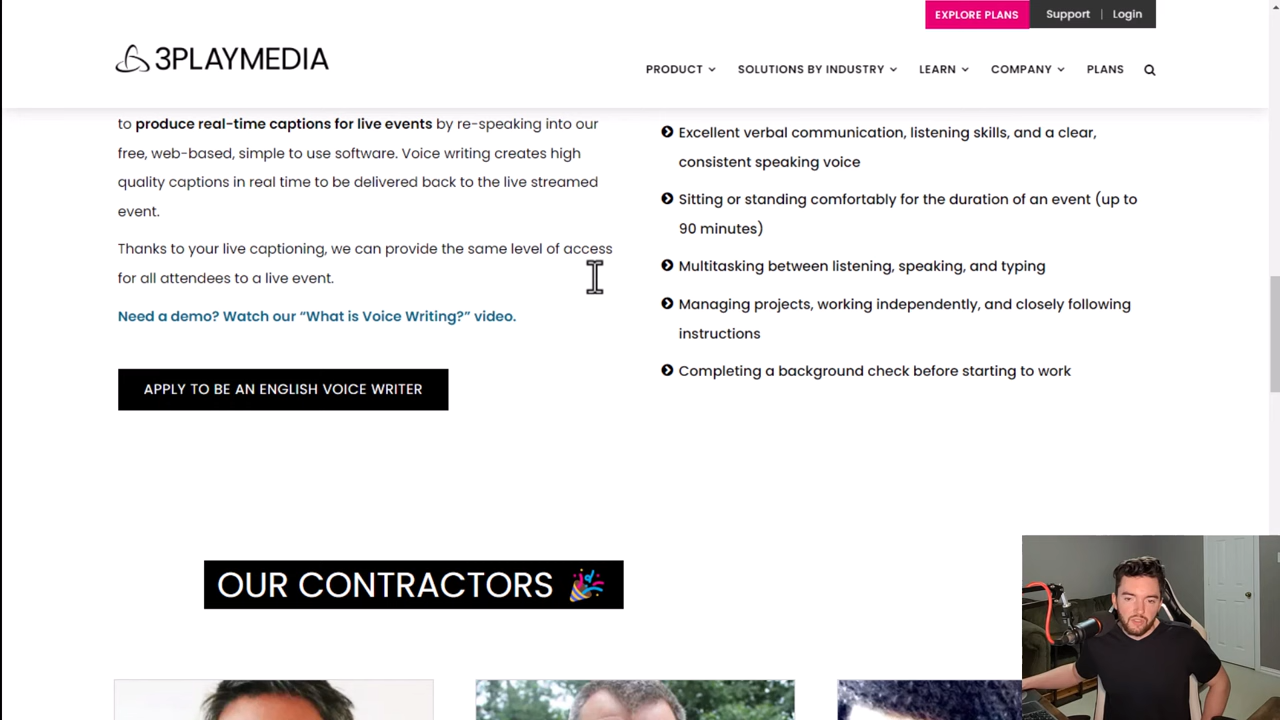 EXPLORE PLANS Support | Login
3PLAYMEDIA
PRODUCT SOLUTIONS BY INDUSTRY LEARN COMPANY PLANS
to produce real-time captions for live events by re-speaking into our
free, web-based, simple to use software. Voice writing creates high
quality captions in real time to be delivered back to the live streamed
event.
Thanks to your live captioning, we can provide the same level of access
for all attendees to a live event.
Need a demo? Watch our “What is Voice Writing?” video.
APPLY TO BE AN ENGLISH VOICE WRITER
Excellent verbal communication, listening skills, and a clear,
consistent speaking voice
Sitting or standing comfortably for the duration of an event (up to
90 minutes)
Multitasking between listening, speaking, and typing
Managing projects, working independently, and closely following
instructions
Completing a background check before starting to work
OUR CONTRACTORS 🎉